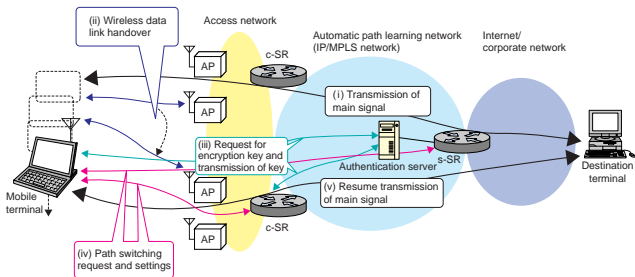 (ii) Wireless data
link handover
Access network
Automatic path learning network
(IP/MPLS network)
Internet/
corporate network
AP
c-SR
AP
(i) Transmission of
main signal
(iii) Request for
encryption key and
transmission of key
Authentication server
s-SR
Destination
terminal
Mobile
terminal
AP
(v) Resume transmission
of main signal
c-SR
AP
(iv) Path switching
request and settings